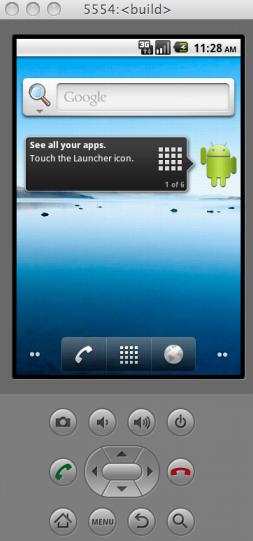 5554:<build>
3G
11:28 AM
Google
See all your apps.
Touch the Launcher icon.
1 of 6
MENU